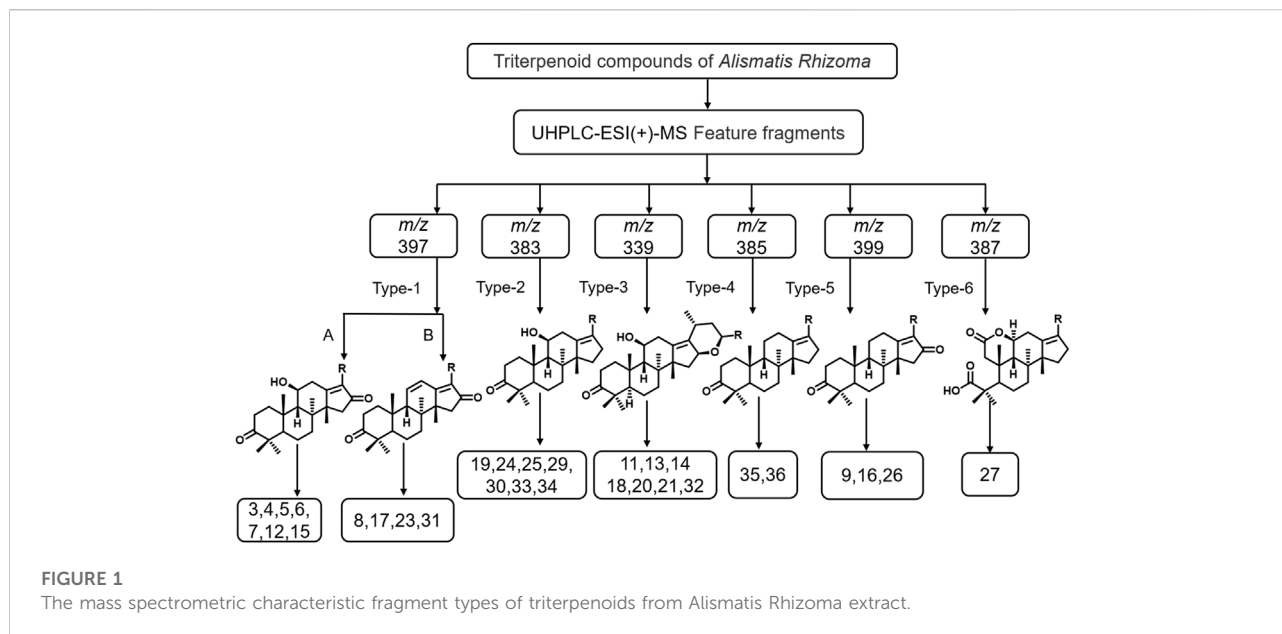 Triterpenoid compounds of Alismatis Rhizoma
UHPLC-ESI(+)-MS Feature fragments
m/z
397
m/z
383
m/z
339
m/z
385
m/z
399
m/z
387
Type-1
Type-2
Type-3
Type-4
Type-5
Type-6
A
B
HO
R
O
O
R
O
O
HO
R
O
HO
R
O
H
O
R
H
O
R
H
O
O
H
R
O
O
H
O
HO
H
3,4,5,6,
7,12,15
8,17,23,31
19,24,25,29,
30,33,34
11,13,14
18,20,21,32
35,36
9,16,26
27
FIGURE 1
The mass spectrometric characteristic fragment types of triterpenoids from Alismatis Rhizoma extract.